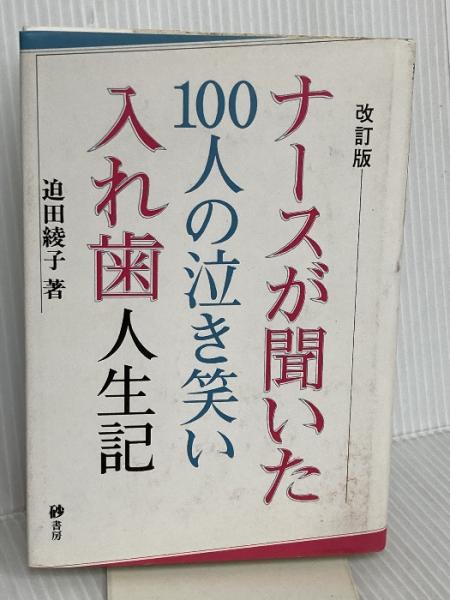 改訂版
ナースが聞いた
100人の泣き笑い
入れ歯人生記
迫田綾子 著
砂書房